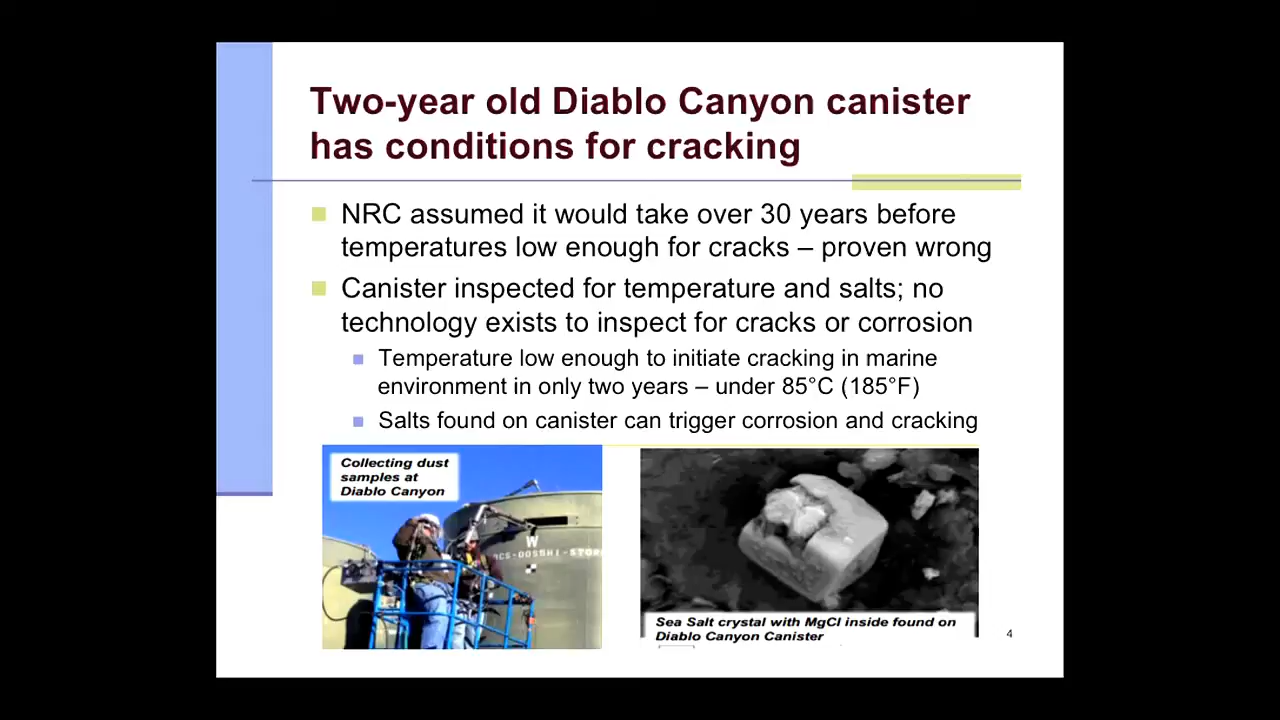 Two-year old Diablo Canyon canister
has conditions for cracking
NRC assumed it would take over 30 years before
temperatures low enough for cracks – proven wrong
Canister inspected for temperature and salts; no
technology exists to inspect for cracks or corrosion
Temperature low enough to initiate cracking in marine
environment in only two years – under 85°C (185°F)
Salts found on canister can trigger corrosion and cracking
Collecting dust
samples at
Diablo Canyon
W
Sea Salt crystal with MgCl inside found on
Diablo Canyon Canister
4